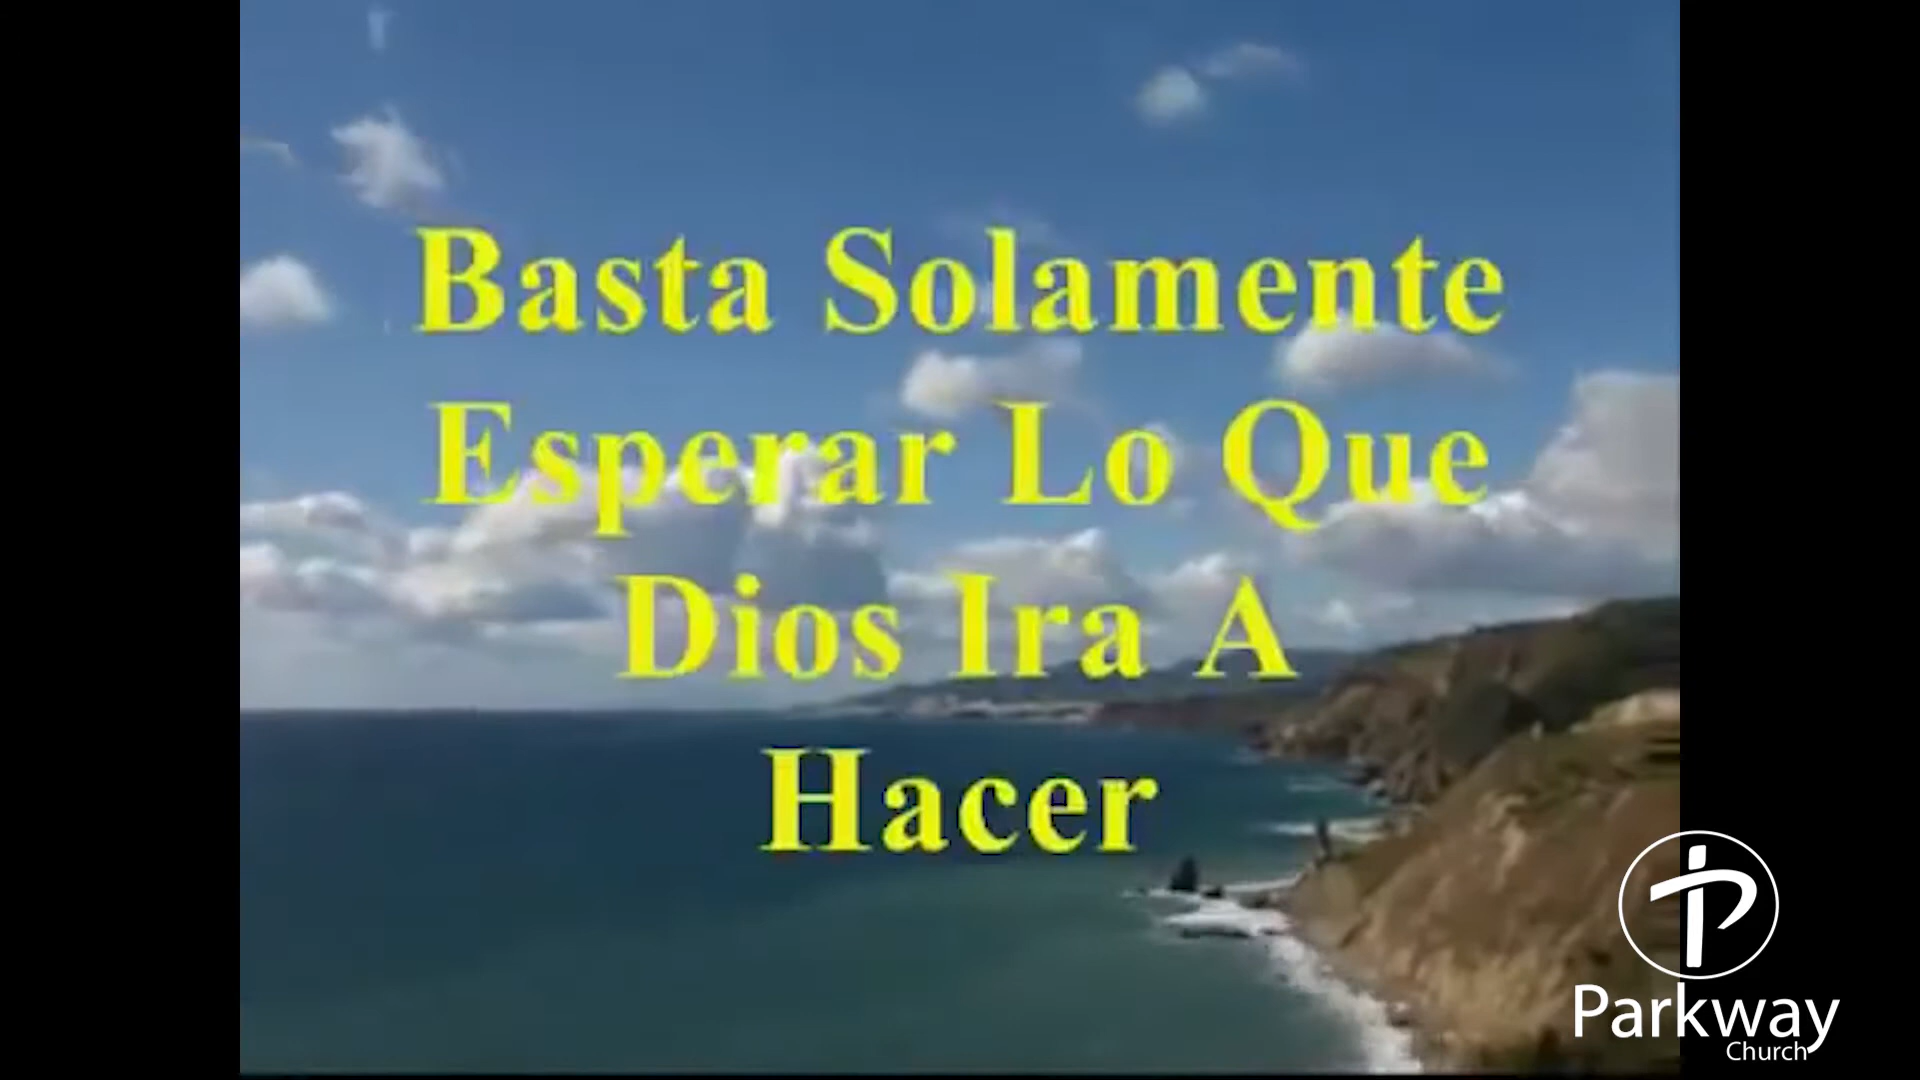 Basta Solamente
Esperar Lo Que
Dios Ira A
Hacer
Parkway
Church